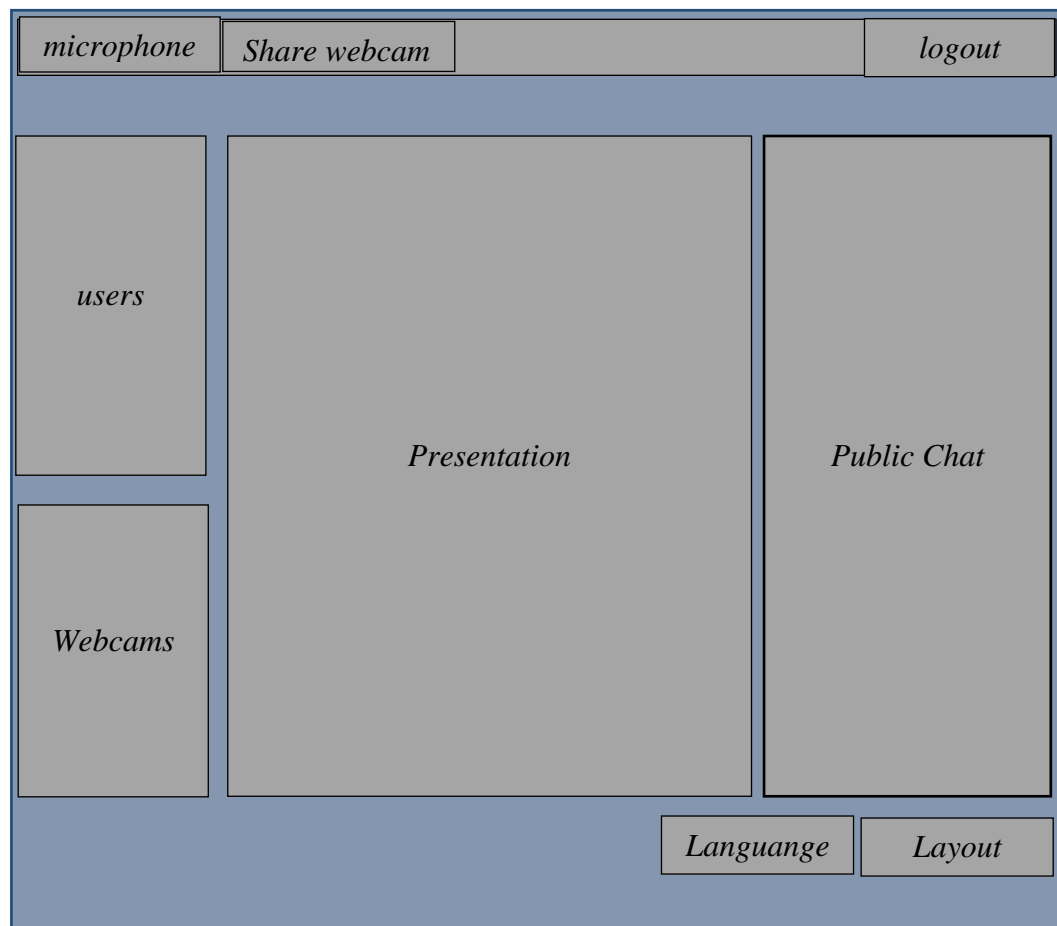 microphone
Share webcam
logout
users
Presentation
Public Chat
Webcams
Languange
Layout